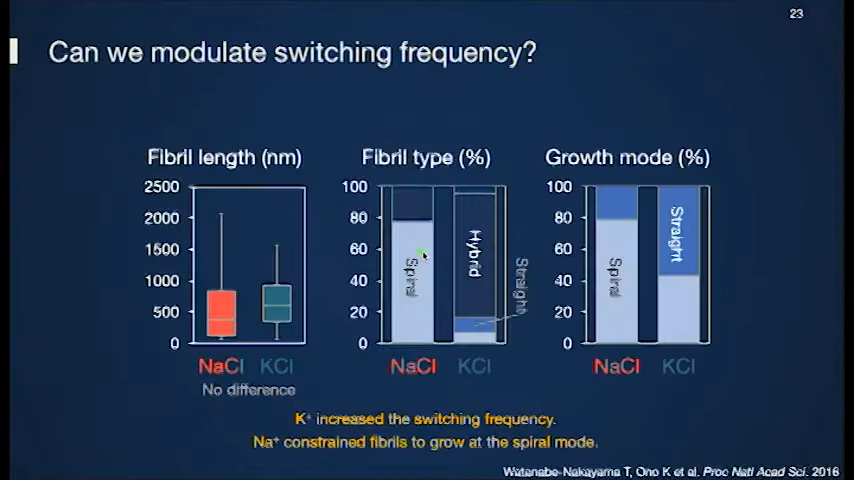 23
Can we modulate switching frequency?
Fibril length (nm)
2500
2000
1500
1000
500
0
NaCl
KCl
No difference
Fibril type (%)
100
80
60
40
20
0
Spiral
Hybrid
Straight
NaCl
KCl
Growth mode (%)
100
80
60
40
20
0
Spiral
Straight
NaCl
KCl
K⁺ increased the switching frequency.
Na⁺ constrained fibrils to grow at the spiral mode.
Watanabe-Nakayama T, Ono K et al. Proc Natl Acad Sci. 2016